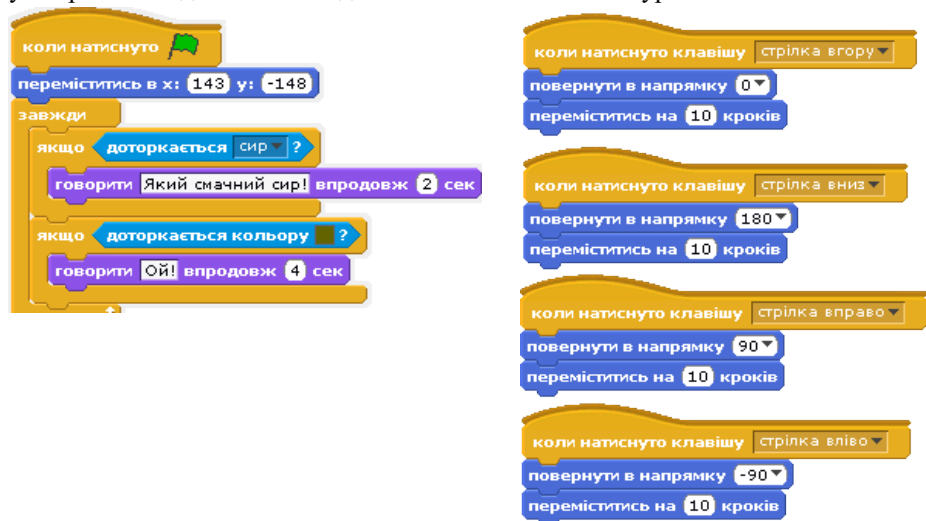 коли натиснуто
переміститись в x: 143 y: -148
завжди
якщо доторкається сир ?
говорити Який смачний сир! впродовж 2 сек
якщо доторкається кольору ?
говорити Ой! впродовж 4 сек
коли натиснуто клавішу стрілка вгору
повернути в напрямку 0
переміститись на 10 кроків
коли натиснуто клавішу стрілка вниз
повернути в напрямку 180
переміститись на 10 кроків
коли натиснуто клавішу стрілка вправо
повернути в напрямку 90
переміститись на 10 кроків
коли натиснуто клавішу стрілка вліво
повернути в напрямку -90
переміститись на 10 кроків